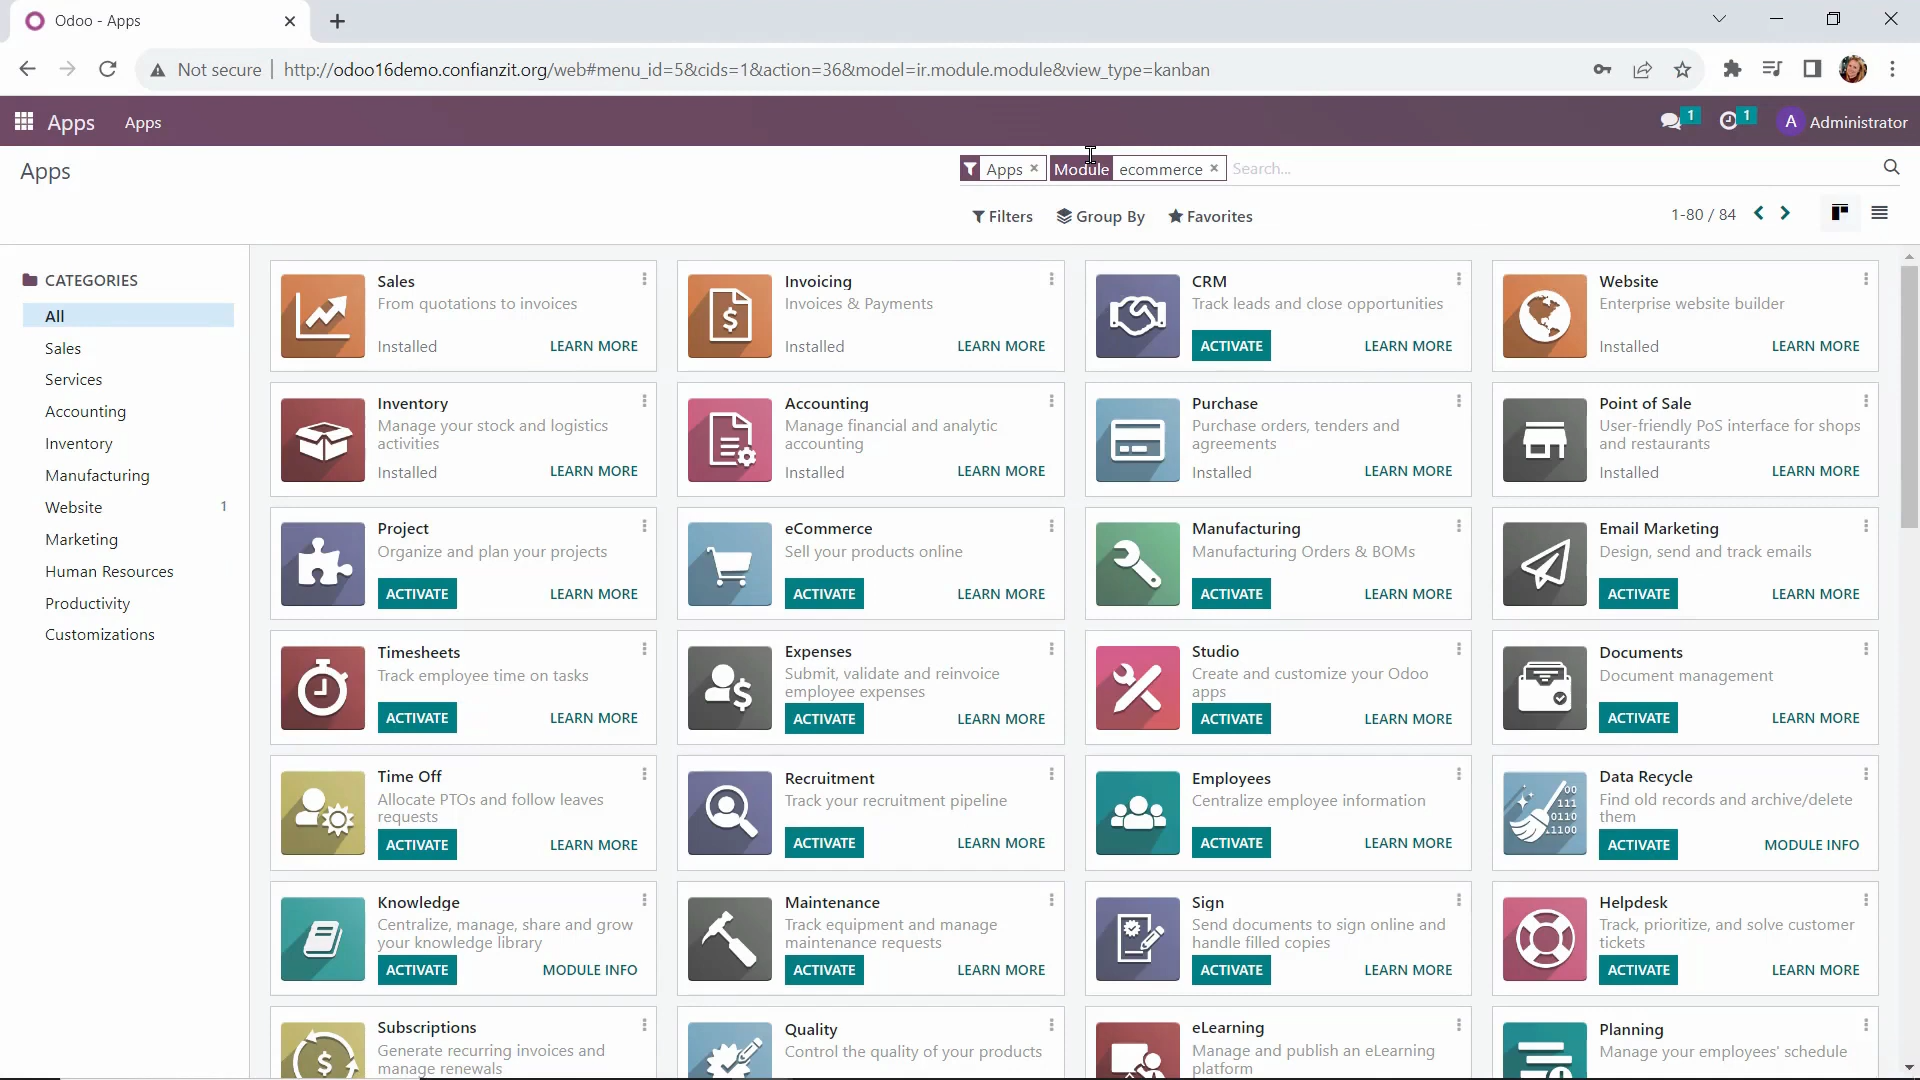 Odoo - Apps
Not secure
http://odoo16demo.confianzit.org/web#menu_id=5&cids=1&action=36&model=ir.module.module&view_type=kanban
Apps
Apps
1
1
A
Administrator
Apps
Apps
Module
ecommerce
Search...
Filters
Group By
Favorites
1-80 / 84
CATEGORIES
All
Sales
Services
Accounting
Inventory
Manufacturing
Website 1
Marketing
Human Resources
Productivity
Customizations
Sales
From quotations to invoices
Installed
LEARN MORE
Invoicing
Invoices & Payments
Installed
LEARN MORE
CRM
Track leads and close opportunities
ACTIVATE
LEARN MORE
Website
Enterprise website builder
Installed
LEARN MORE
Inventory
Manage your stock and logistics
activities
Installed
LEARN MORE
Accounting
Manage financial and analytic
accounting
Installed
LEARN MORE
Purchase
Purchase orders, tenders and
agreements
Installed
LEARN MORE
Point of Sale
User-friendly PoS interface for shops
and restaurants
Installed
LEARN MORE
Project
Organize and plan your projects
ACTIVATE
LEARN MORE
eCommerce
Sell your products online
ACTIVATE
LEARN MORE
Manufacturing
Manufacturing Orders & BOMs
ACTIVATE
LEARN MORE
Email Marketing
Design, send and track emails
ACTIVATE
LEARN MORE
Timesheets
Track employee time on tasks
ACTIVATE
LEARN MORE
Expenses
Submit, validate and reinvoice
employee expenses
ACTIVATE
LEARN MORE
Studio
Create and customize your Odoo
apps
ACTIVATE
LEARN MORE
Documents
Document management
ACTIVATE
LEARN MORE
Time Off
Allocate PTOs and follow leaves
requests
ACTIVATE
LEARN MORE
Recruitment
Track your recruitment pipeline
ACTIVATE
LEARN MORE
Employees
Centralize employee information
ACTIVATE
LEARN MORE
00
111
0110
11100
Data Recycle
Find old records and archive/delete
them
ACTIVATE
MODULE INFO
Knowledge
Centralize, manage, share and grow
your knowledge library
ACTIVATE
MODULE INFO
Maintenance
Track equipment and manage
maintenance requests
ACTIVATE
LEARN MORE
Sign
Send documents to sign online and
handle filled copies
ACTIVATE
LEARN MORE
Helpdesk
Track, prioritize, and solve customer
tickets
ACTIVATE
LEARN MORE
Subscriptions
Generate recurring invoices and
manage renewals
Quality
Control the quality of your products
eLearning
Manage and publish an eLearning
platform
Planning
Manage your employees' schedule